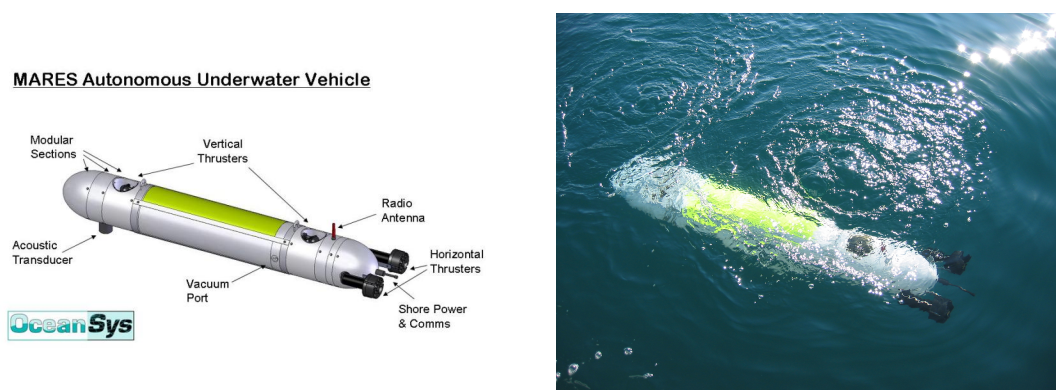 MARES Autonomous Underwater Vehicle
Modular
Sections
Vertical
Thrusters
Radio
Antenna
Acoustic
Transducer
Horizontal
Thrusters
Vacuum
Port
Shore Power
& Comms
OceanSys